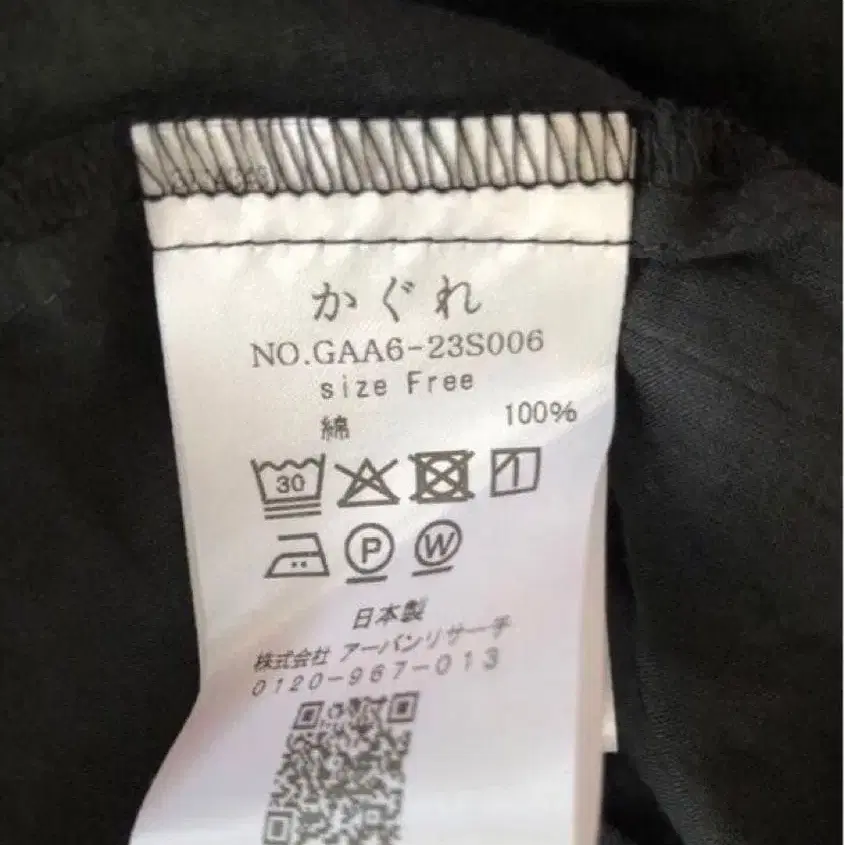 かぐれ
NO.GAA6-23S006
size Free
綿 100%
30
P W
日本製
株式会社 アーバンリサーチ
0120-967-013